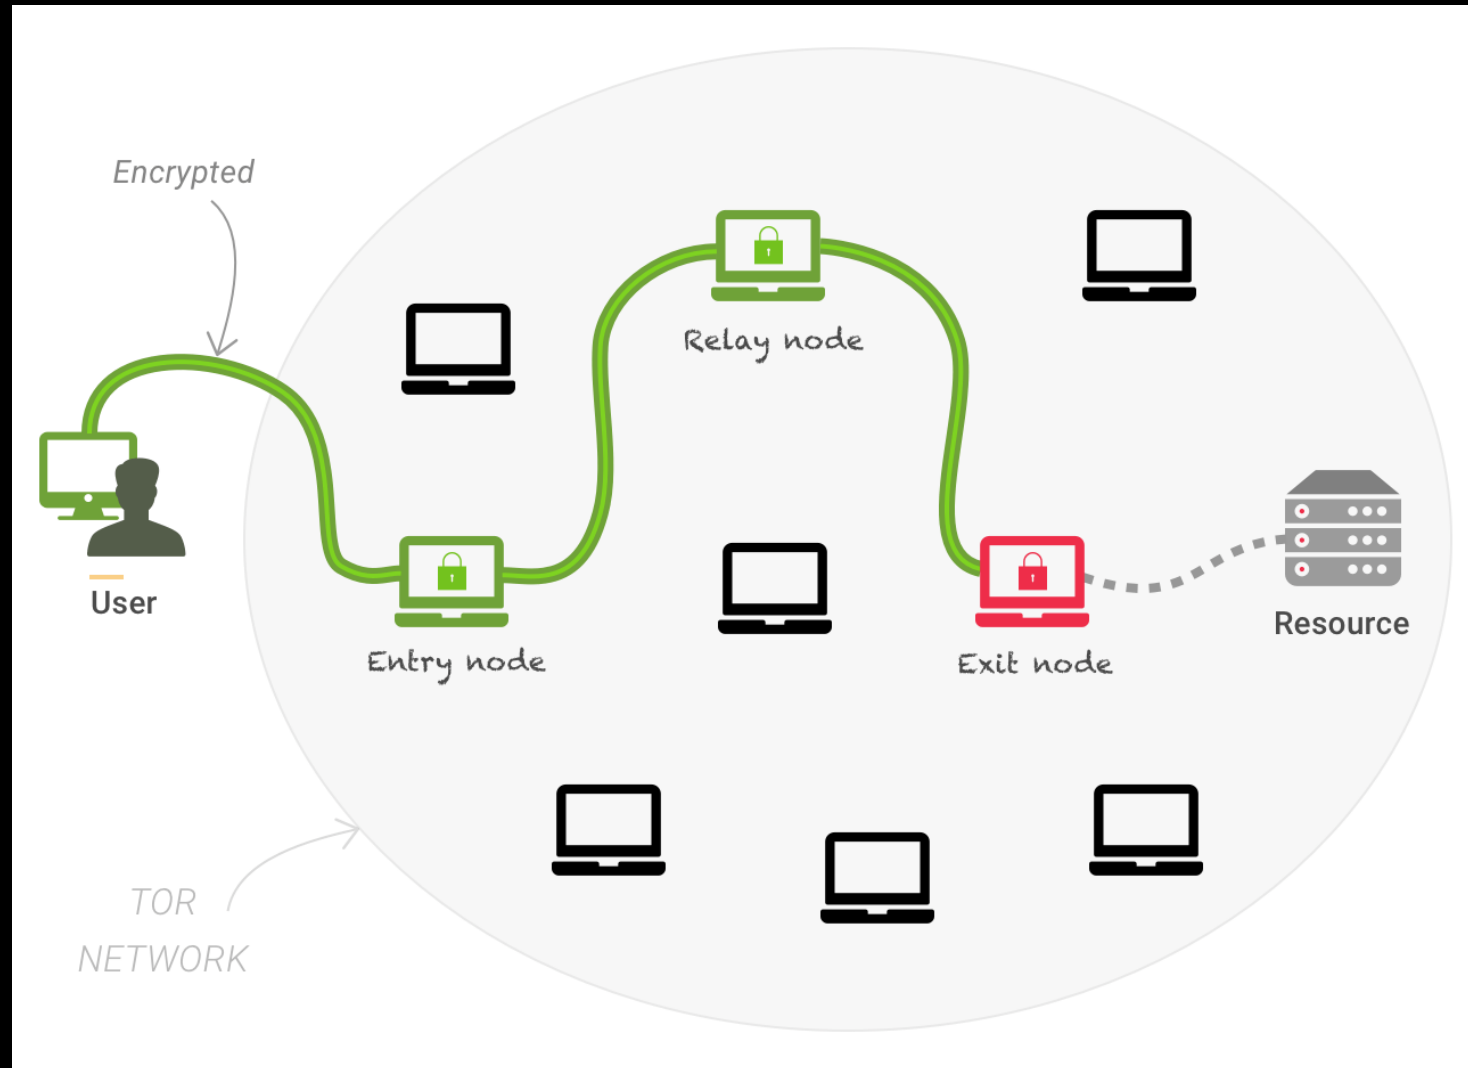 Encrypted
Relay node
User
Resource
Entry node
Exit node
TOR
NETWORK